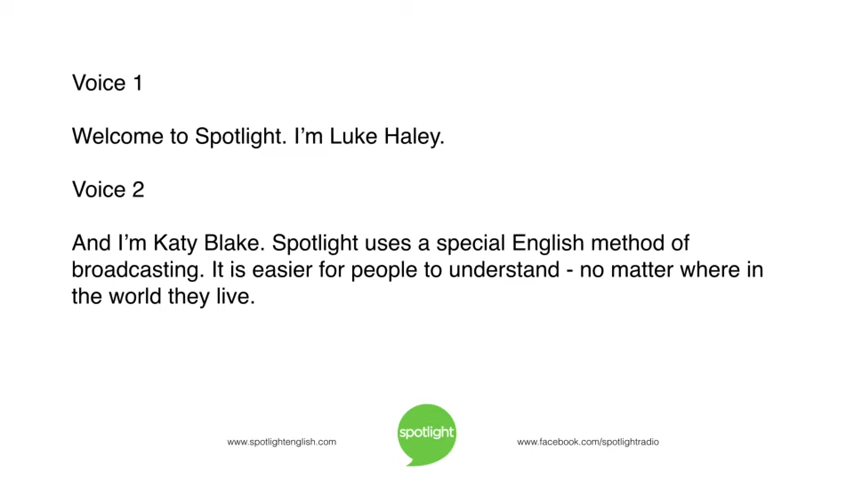 Voice 1
Welcome to Spotlight. I’m Luke Haley.
Voice 2
And I’m Katy Blake. Spotlight uses a special English method of
broadcasting. It is easier for people to understand - no matter where in
the world they live.
spotlight
www.spotlightenglish.com
www.facebook.com/spotlightradio